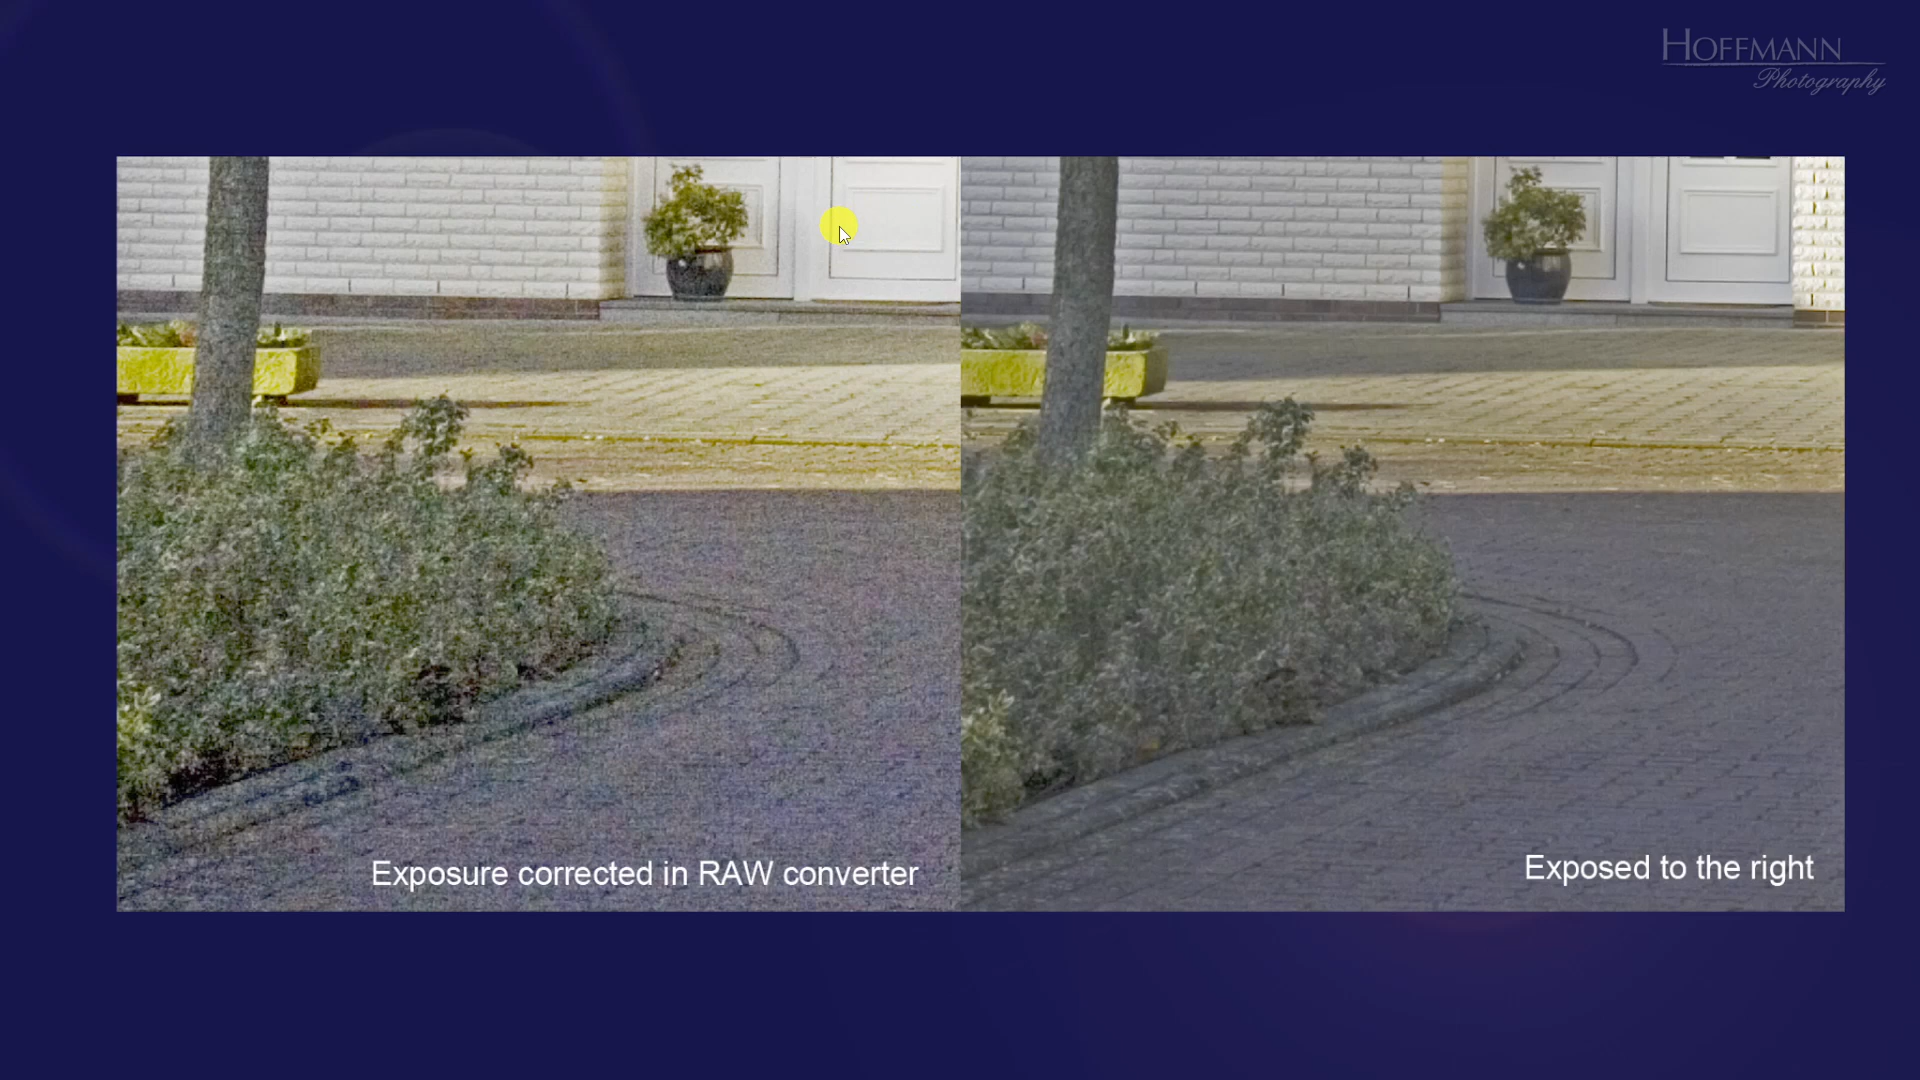 HOFFMANN
Photography
Exposure corrected in RAW converter
Exposed to the right